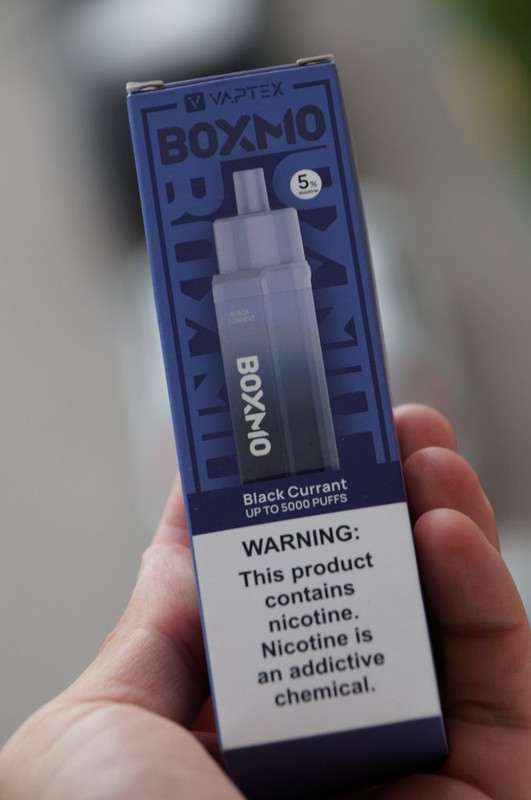 VAPTEX
BOXMO
5%
BLACK
CURRENT
BOXMO
Black Currant
UP TO 5000 PUFFS
WARNING:
This product
contains
nicotine.
Nicotine is
an addictive
chemical.